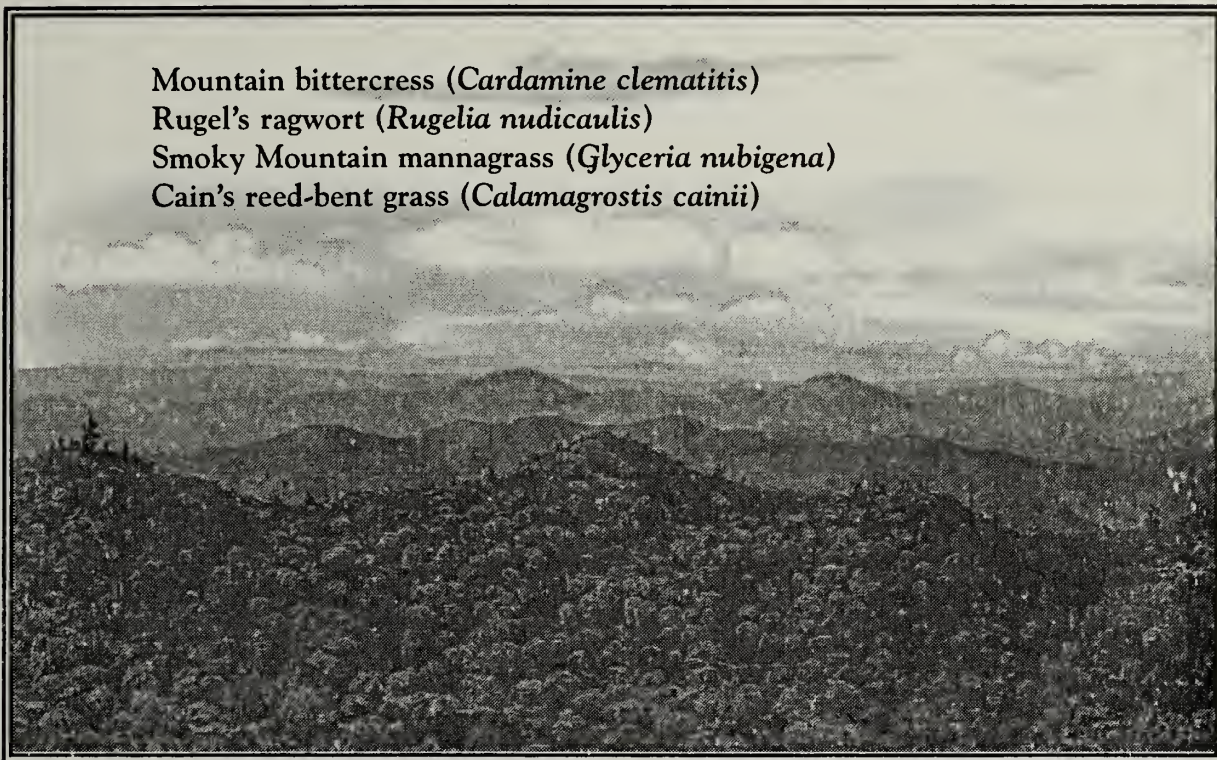 Mountain bittercress (Cardamine clematitis)
Rugel's ragwort (Rugelia nudicaulis)
Smoky Mountain mannagrass (Glyceria nubigena)
Cain's reed-bent grass (Calamagrostis cainii)